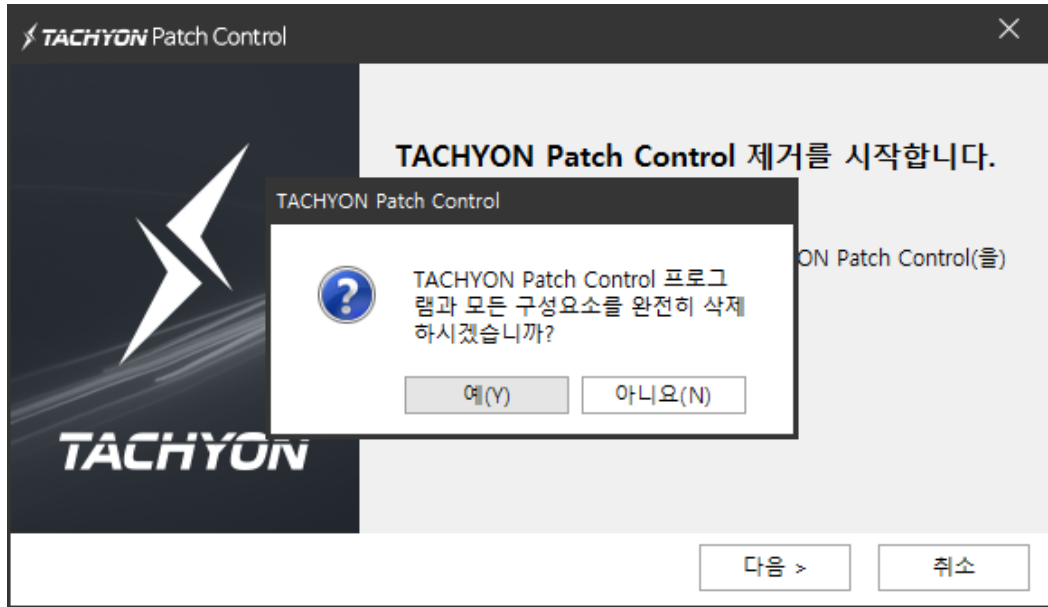 TACHYON Patch Control
TACHYON Patch Control 제거를 시작합니다.
TACHYON Patch Control
ON Patch Control(을)
TACHYON Patch Control 프로그
램과 모든 구성요소를 완전히 삭제
하시겠습니까?
예(Y)
아니요(N)
TACHYON
다음 >
취소